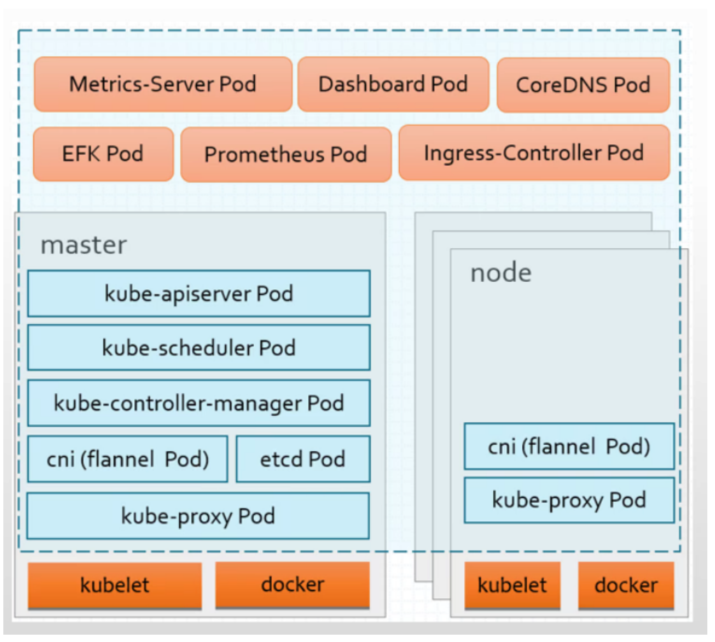 Metrics-Server Pod
Dashboard Pod
CoreDNS Pod
EFK Pod
Prometheus Pod
Ingress-Controller Pod
master
kube-apiserver Pod
kube-scheduler Pod
kube-controller-manager Pod
cni (flannel Pod)
etcd Pod
kube-proxy Pod
kubelet
docker
node
cni (flannel Pod)
kube-proxy Pod
kubelet
docker